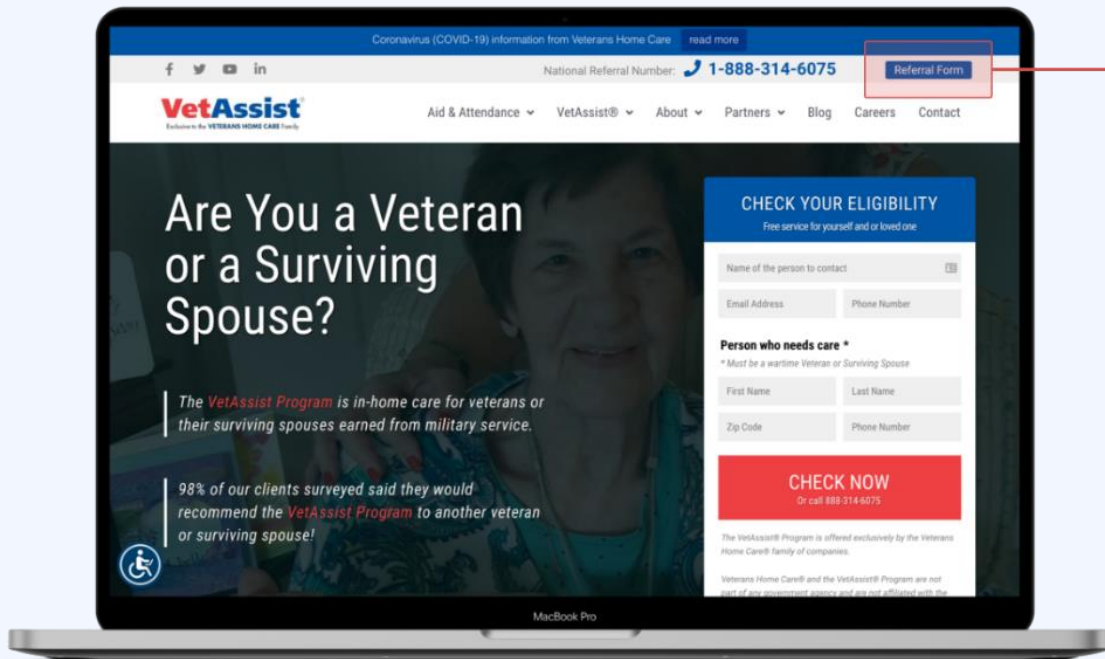 Coronavirus (COVID-19) information from Veterans Home Care read more
National Referral Number: 1-888-314-6075 Referral Form
VetAssist®
Exclusive to the VETERANS HOME CARE Family
Aid & Attendance VetAssist® About Partners Blog Careers Contact
Are You a Veteran
or a Surviving
Spouse?
The VetAssist Program is in-home care for veterans or
their surviving spouses earned from military service.
98% of our clients surveyed said they would
recommend the VetAssist Program to another veteran
or surviving spouse!
CHECK YOUR ELIGIBILITY
Free service for yourself and or loved one
Name of the person to contact
Email Address Phone Number
Person who needs care *
* Must be a wartime Veteran or Surviving Spouse
First Name Last Name
Zip Code Phone Number
CHECK NOW
Or call 888-314-6075
The VetAssist® Program is offered exclusively by the Veterans
Home Care® family of companies.
Veterans Home Care® and the VetAssist® Program are not
part of any government agency and are not affiliated with the
MacBook Pro